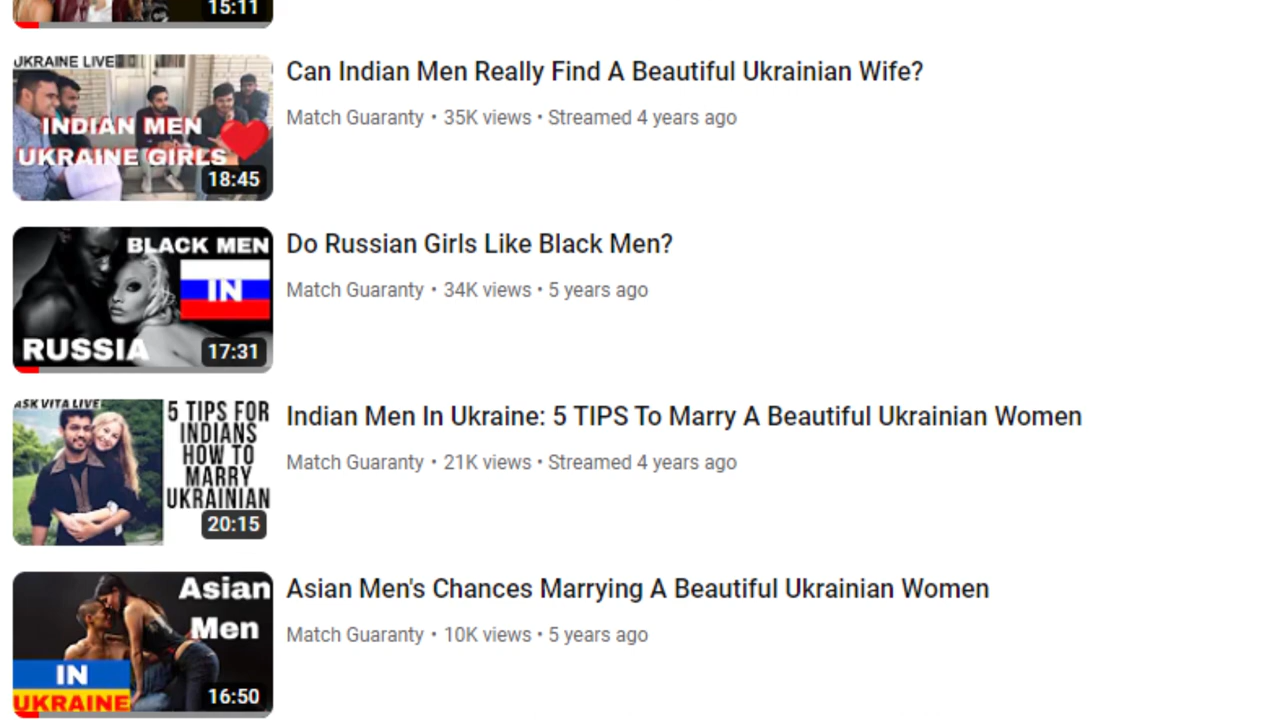 15:11
UKRAINE LIVE
INDIAN MEN
UKRAINE GIRLS
18:45
Can Indian Men Really Find A Beautiful Ukrainian Wife?
Match Guaranty • 35K views • Streamed 4 years ago
BLACK MEN
IN
RUSSIA
17:31
Do Russian Girls Like Black Men?
Match Guaranty • 34K views • 5 years ago
ASK VITA LIVE
5 TIPS FOR
INDIANS
HOW TO
MARRY
UKRAINIAN
20:15
Indian Men In Ukraine: 5 TIPS To Marry A Beautiful Ukrainian Women
Match Guaranty • 21K views • Streamed 4 years ago
Asian
Men
IN
UKRAINE
16:50
Asian Men's Chances Marrying A Beautiful Ukrainian Women
Match Guaranty • 10K views • 5 years ago